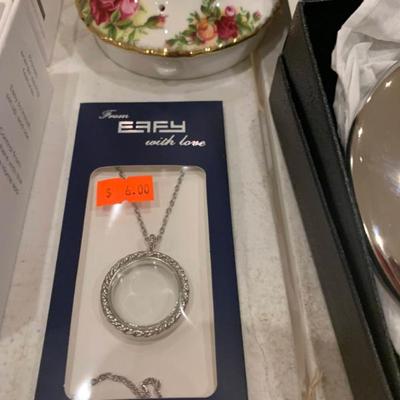 From
EFFY
with love
$ 6.00